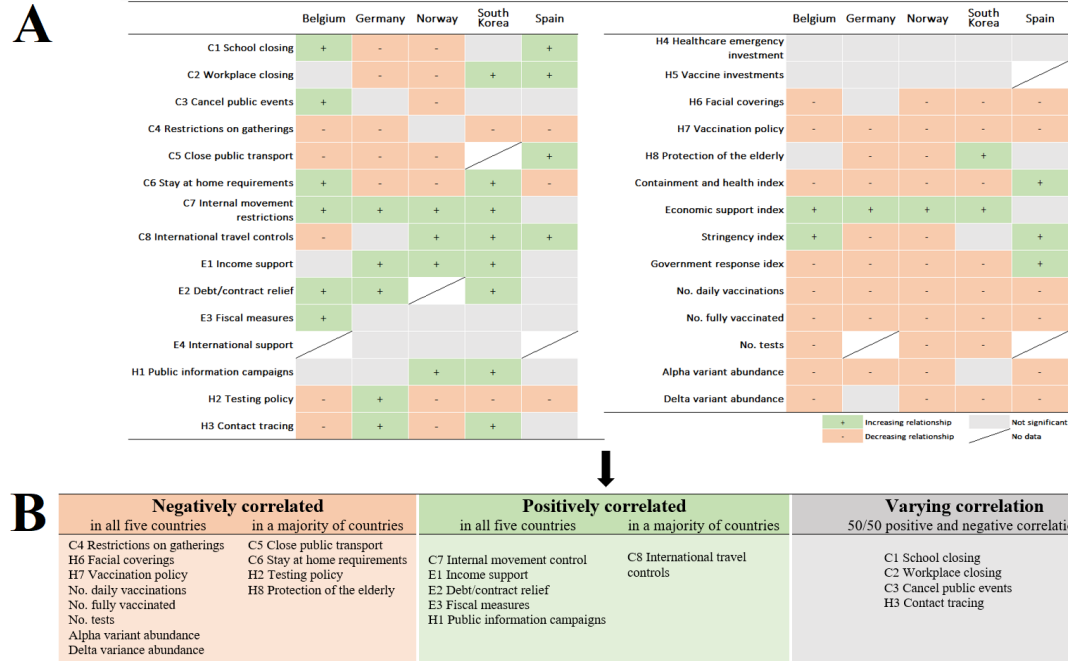 A
Belgium Germany Norway South Korea Spain
C1 School closing + - - +
C2 Workplace closing - - + +
C3 Cancel public events + -
C4 Restrictions on gatherings - - - -
C5 Close public transport - - - +
C6 Stay at home requirements + - - + -
C7 Internal movement restrictions + + + +
C8 International travel controls - + + +
E1 Income support + + +
E2 Debt/contract relief + + +
E3 Fiscal measures +
E4 International support
H1 Public information campaigns + +
H2 Testing policy - + - - -
H3 Contact tracing - + - + 
Belgium Germany Norway South Korea Spain
H4 Healthcare emergency investment
H5 Vaccine investments
H6 Facial coverings - - - -
H7 Vaccination policy - - - - -
H8 Protection of the elderly - - +
Containment and health index - - - - +
Economic support index + + + +
Stringency index + - - +
Government response idex - - - - +
No. daily vaccinations - - - - -
No. fully vaccinated - - - - -
No. tests - - -
Alpha variant abundance - - - -
Delta variant abundance - - - -
+ Increasing relationship Not significant
- Decreasing relationship No data
B
Negatively correlated
in all five countries in a majority of countries
C4 Restrictions on gatherings C5 Close public transport
H6 Facial coverings C6 Stay at home requirements
H7 Vaccination policy H2 Testing policy
No. daily vaccinations H8 Protection of the elderly
No. fully vaccinated
No. tests
Alpha variant abundance
Delta variance abundance
Positively correlated
in all five countries in a majority of countries
C7 Internal movement control C8 International travel
E1 Income support controls
E2 Debt/contract relief
E3 Fiscal measures
H1 Public information campaigns
Varying correlation
50/50 positive and negative correlatio
C1 School closing
C2 Workplace closing
C3 Cancel public events
H3 Contact tracing